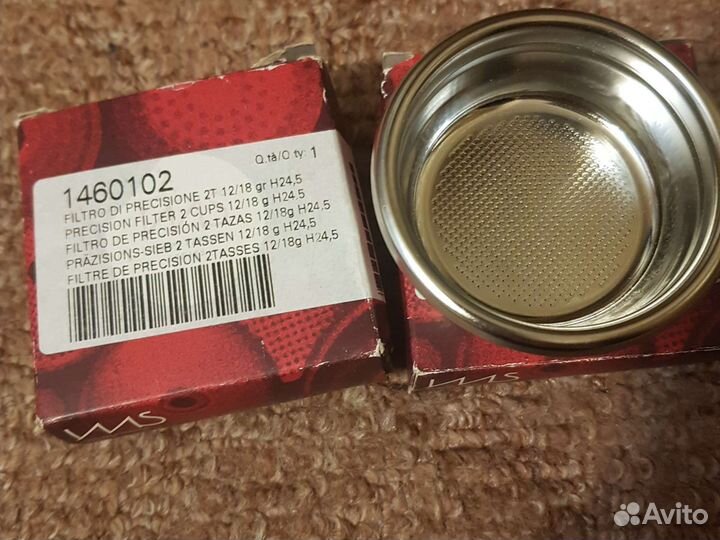 1460102
Q.tà/Q.ty: 1
FILTRO DI PRECISIONE 2T 12/18 gr H24,5
PRECISION FILTER 2 CUPS 12/18 g H24,5
FILTRO DE PRECISIÓN 2 TAZAS 12/18g H24,5
PRÄZISIONS-SIEB 2 TASSEN 12/18 g H24,5
FILTRE DE PRECISION 2TASSES 12/18g H24,5
IMS
IMS
Avito